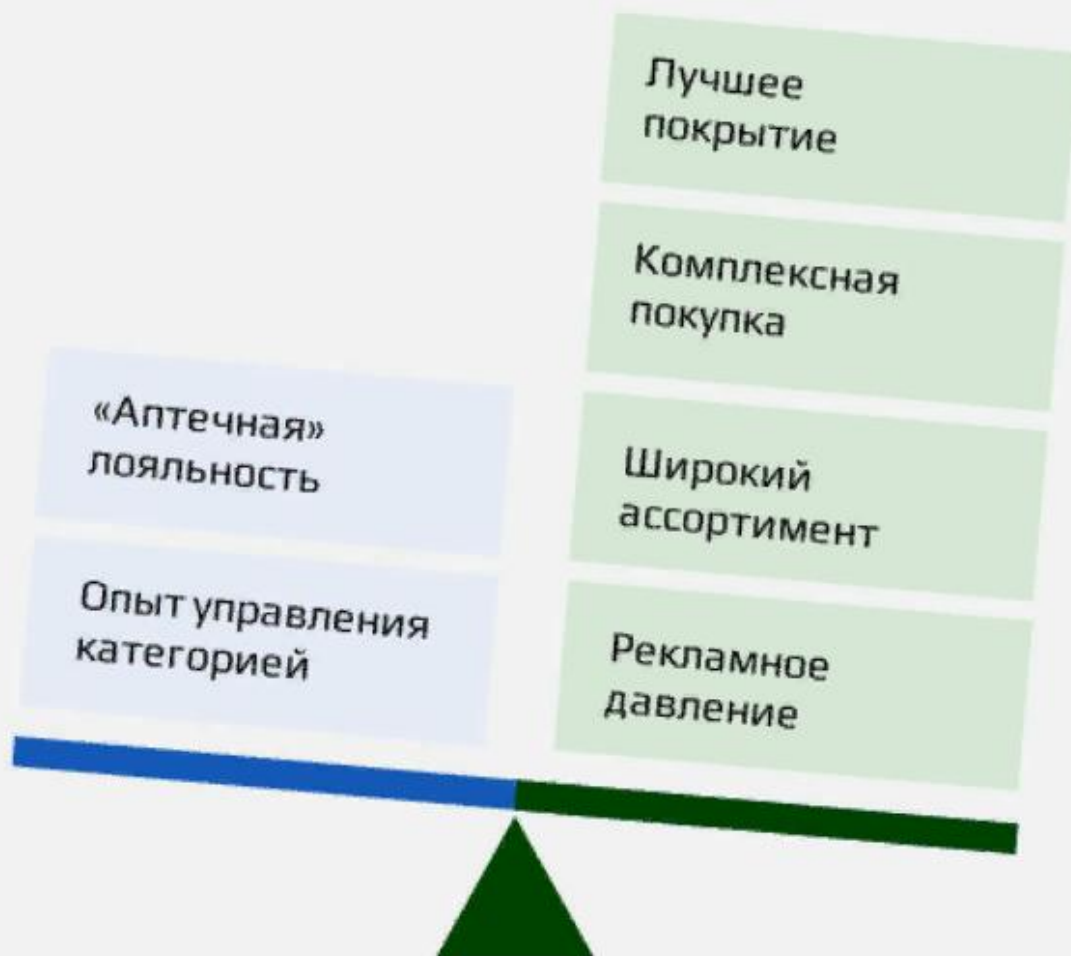 «Аптечная»
лояльность
Опыт управления
категорией
Лучшее
покрытие
Комплексная
покупка
Широкий
ассортимент
Рекламное
давление